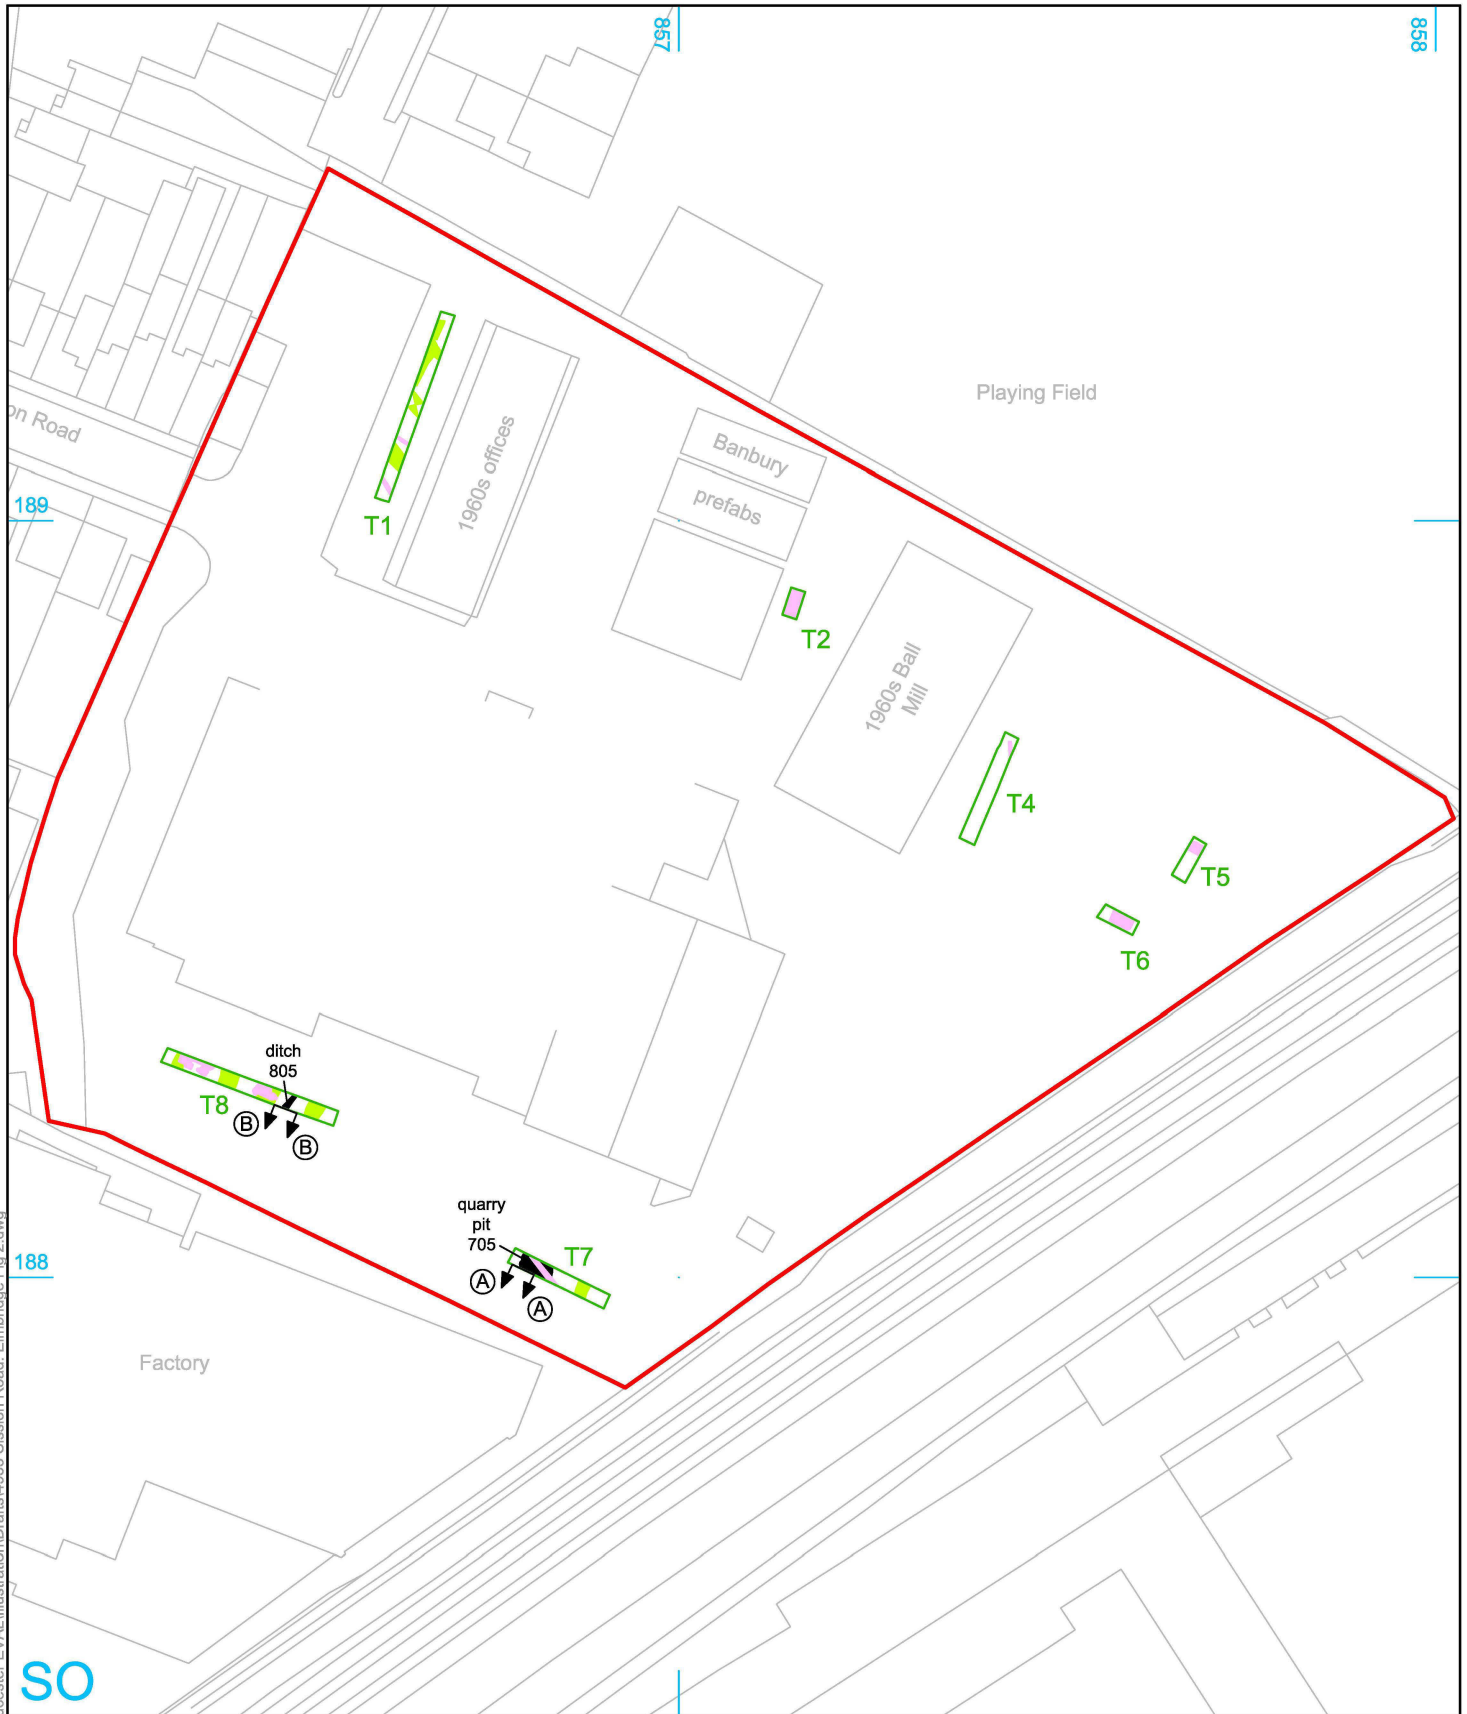 857
858
Playing Field
on Road
1960s offices
Banbury
prefabs
189
T1
T2
1960s Ball
Mill
T4
T5
T6
ditch
805
T8
B
B
quarry
pit
705
T7
A
A
188
Factory
SO